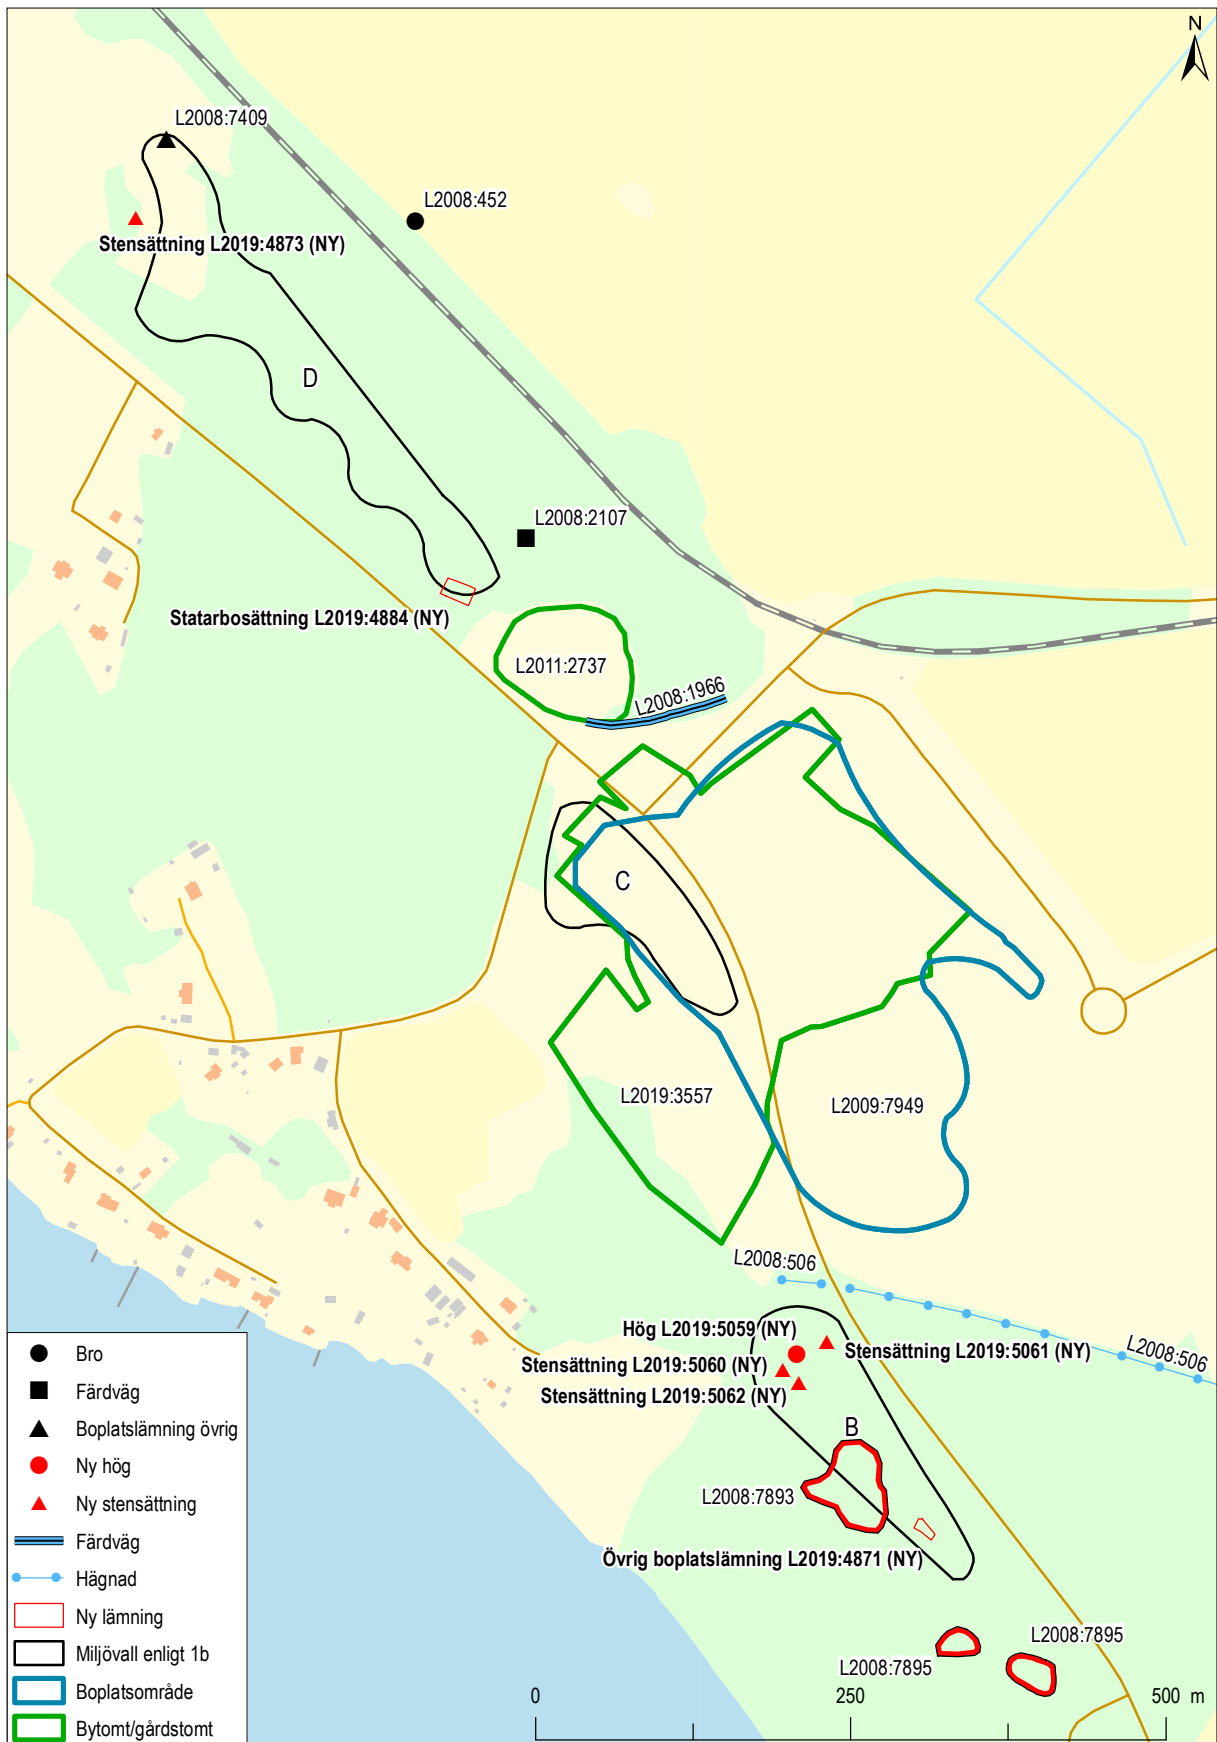 N
L2008:7409
L2008:452
Stensättning L2019:4873 (NY)
D
L2008:2107
Statarbosättning L2019:4884 (NY)
L2011:2737
L2008:1966
C
L2019:3557
L2009:7949
L2008:506
Hög L2019:5059 (NY)
Stensättning L2019:5061 (NY)
L2008:506
Stensättning L2019:5060 (NY)
Stensättning L2019:5062 (NY)
B
L2008:7893
Övrig boplatslämning L2019:4871 (NY)
L2008:7895
L2008:7895
Bro
Färdväg
Boplatslämning övrig
Ny hög
Ny stensättning
Färdväg
Hägnad
Ny lämning
Miljövall enligt 1b
Boplatsområde
Bytomt/gårdstomt
0 250 500 m